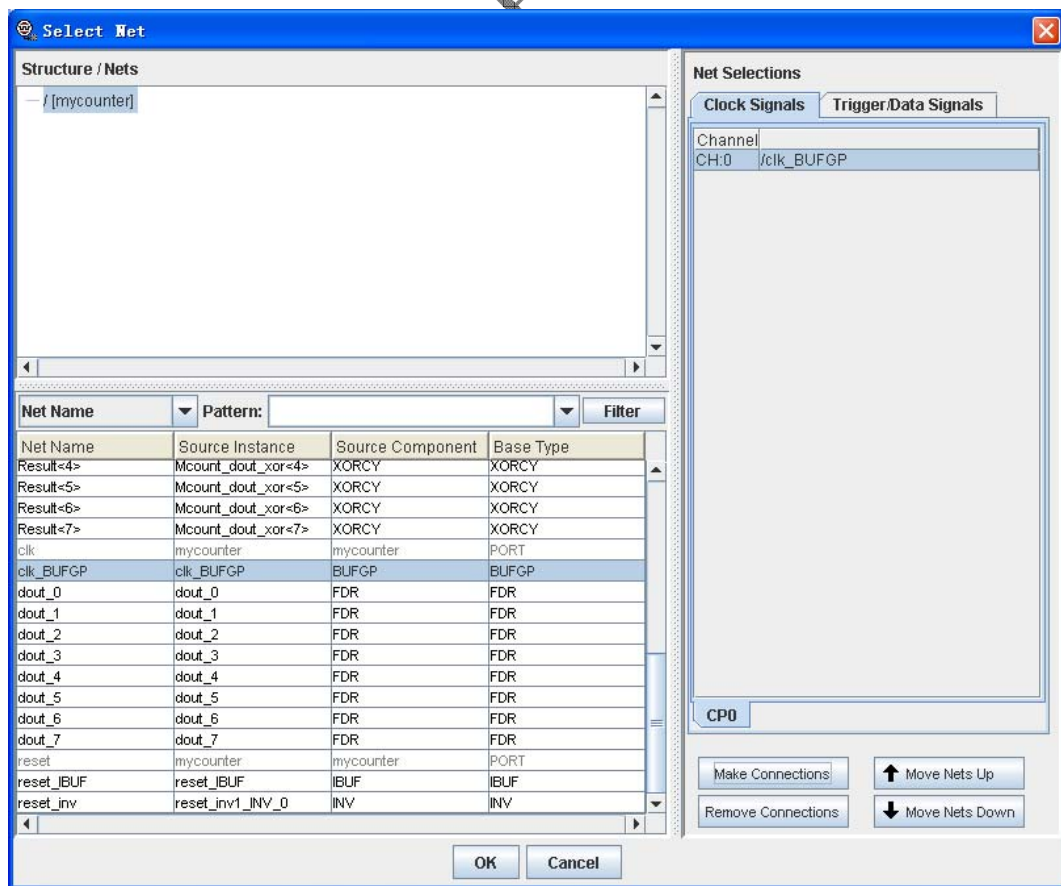 Select Net
Structure / Nets
/ [mycounter]
Net Name Pattern: Filter
Net Name Source Instance Source Component Base Type
Result<4> Mcount_dout_xor<4> XORCY XORCY
Result<5> Mcount_dout_xor<5> XORCY XORCY
Result<6> Mcount_dout_xor<6> XORCY XORCY
Result<7> Mcount_dout_xor<7> XORCY XORCY
clk mycounter mycounter PORT
clk_BUFGP clk_BUFGP BUFGP BUFGP
dout_0 dout_0 FDR FDR
dout_1 dout_1 FDR FDR
dout_2 dout_2 FDR FDR
dout_3 dout_3 FDR FDR
dout_4 dout_4 FDR FDR
dout_5 dout_5 FDR FDR
dout_6 dout_6 FDR FDR
dout_7 dout_7 FDR FDR
reset mycounter mycounter PORT
reset_IBUF reset_IBUF IBUF IBUF
reset_inv reset_inv1_INV_0 INV INV
Net Selections
Clock Signals Trigger/Data Signals
Channel
CH:0 /clk_BUFGP
CP0
Make Connections Move Nets Up
Remove Connections Move Nets Down
OK Cancel